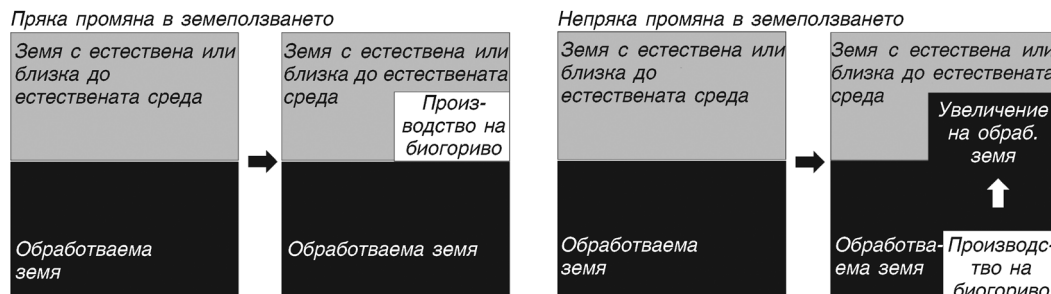 Пряка промяна в земеползването
Земя с естествена или
близка до
естествената среда
Обработваема
земя
Земя с естествена или
близка до естествената
среда
Произ-
водство на
биогориво
Обработваема земя
Непряка промяна в земеползването
Земя с естествена или
близка до
естествената среда
Обработваема
земя
Земя с естествена или
близка до естествената
среда
Увеличение
на обраб.
земя
Обработва-
ема земя
Производс-
тво на
биогориво